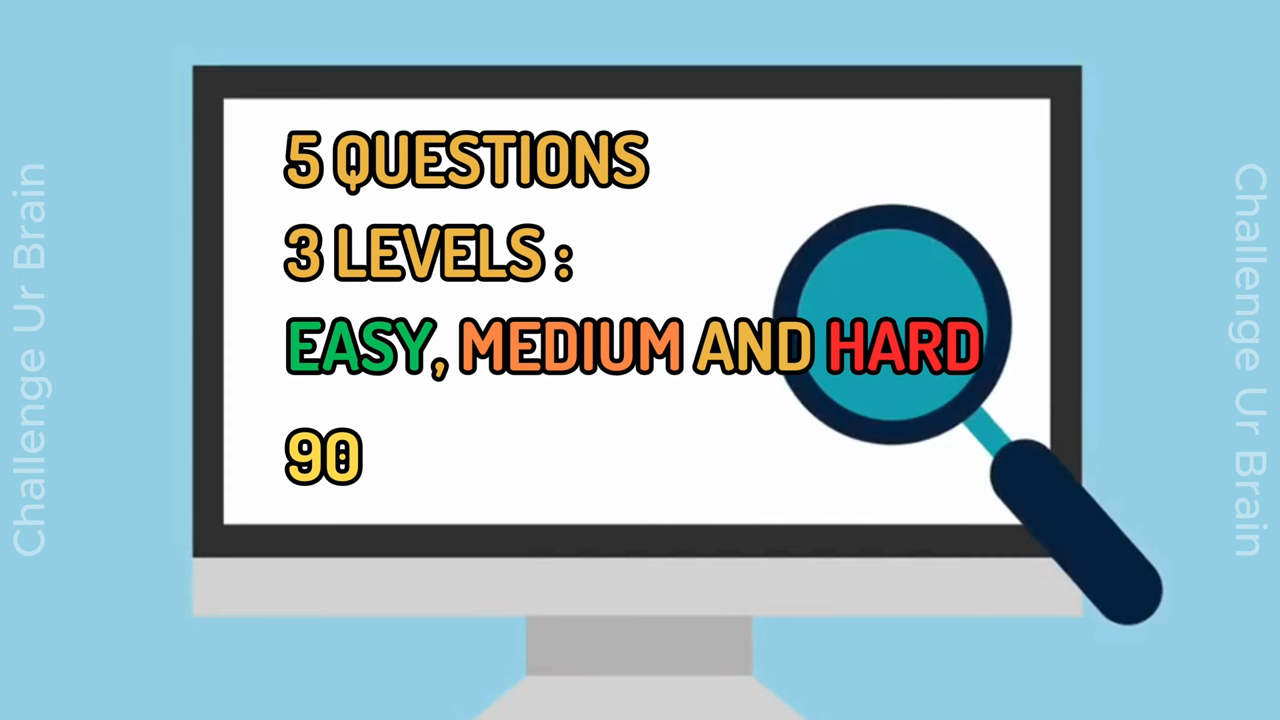 Challenge Ur Brain
5 QUESTIONS
3 LEVELS :
EASY, MEDIUM AND HARD
90
Challenge Ur Brain